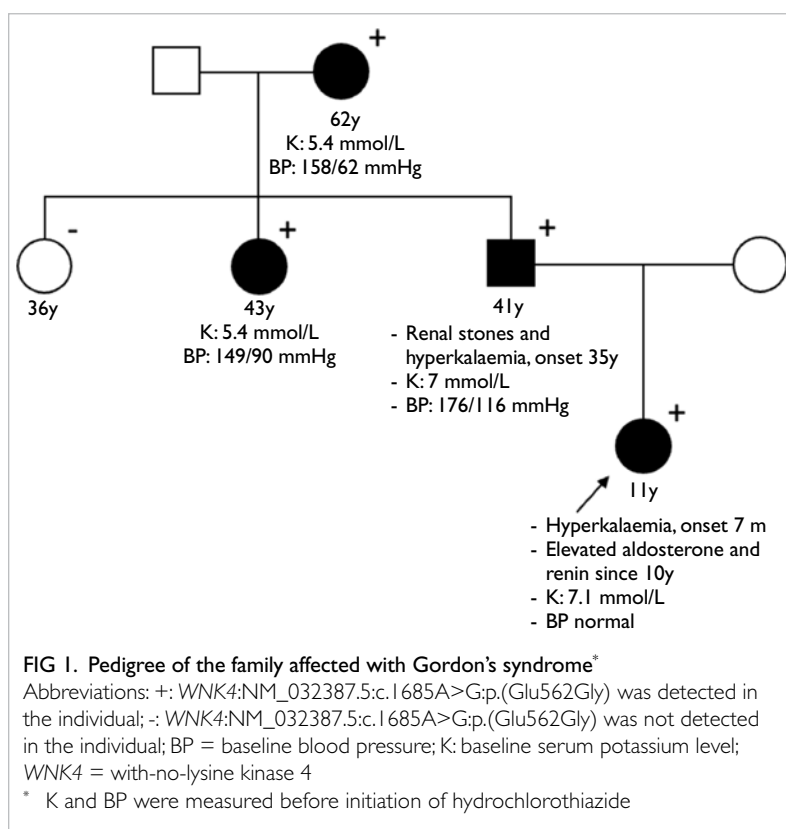 +
62y
K: 5.4 mmol/L
BP: 158/62 mmHg
-
+
+
36y
43y
K: 5.4 mmol/L
BP: 149/90 mmHg
41y
- Renal stones and
hyperkalaemia, onset 35y
- K: 7 mmol/L
- BP: 176/116 mmHg
+
11y
- Hyperkalaemia, onset 7 m
- Elevated aldosterone and
renin since 10y
- K: 7.1 mmol/L
- BP normal
FIG 1. Pedigree of the family affected with Gordon's syndrome*
Abbreviations: +: WNK4:NM_032387.5:c.1685A>G:p.(Glu562Gly) was detected in
the individual; -: WNK4:NM_032387.5:c.1685A>G:p.(Glu562Gly) was not detected
in the individual; BP = baseline blood pressure; K: baseline serum potassium level;
WNK4 = with-no-lysine kinase 4
* K and BP were measured before initiation of hydrochlorothiazide